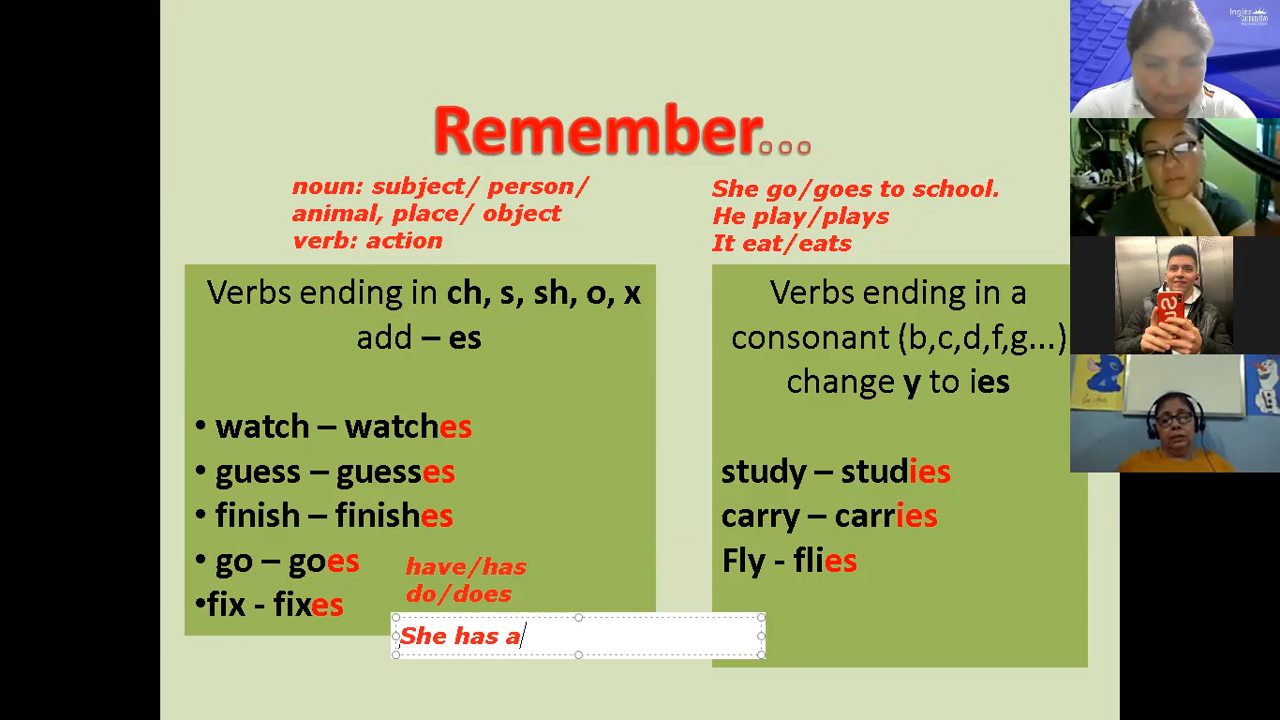 Remember...
noun: subject/ person/
animal, place/ object
verb: action
She go/goes to school.
He play/plays
It eat/eats
Verbs ending in ch, s, sh, o, x
add – es
• watch – watches
• guess – guesses
• finish – finishes
• go – goes
•fix - fixes
have/has
do/does
She has a
Verbs ending in a
consonant (b,c,d,f,g...)
change y to ies
study – studies
carry – carries
Fly - flies
Ingles